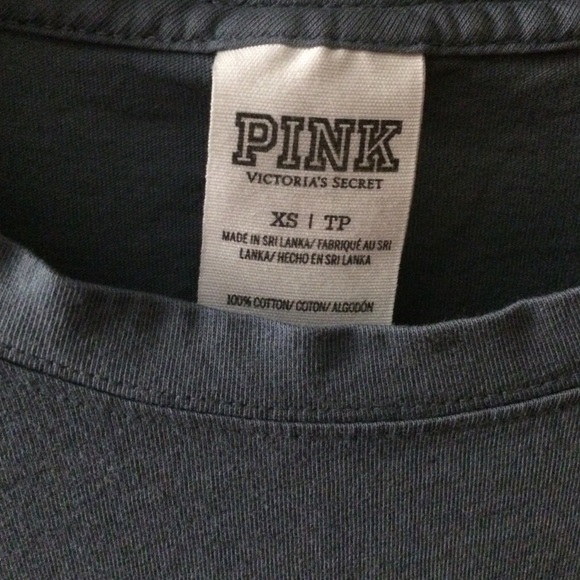 PINK
VICTORIA'S SECRET
XS | TP
MADE IN SRI LANKA/ FABRIQUÉ AU SRI
LANKA/ HECHO EN SRI LANKA
100% COTTON/ COTON/ ALGODÓN